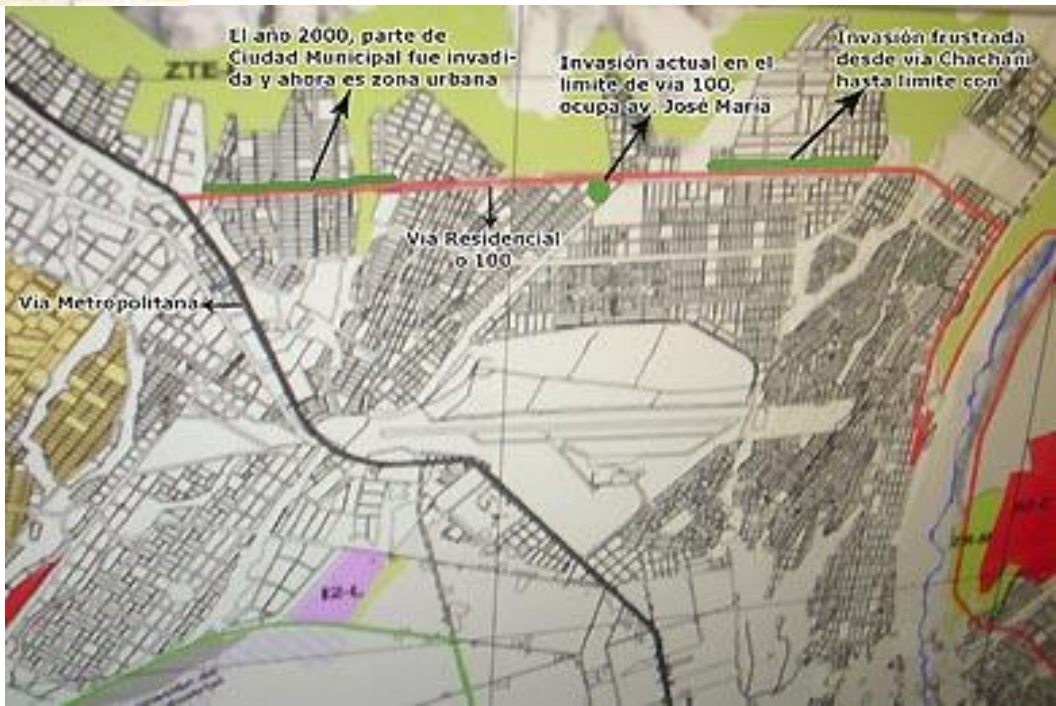 El año 2000, parte de
Ciudad Municipal fue invadi-
da y ahora es zona urbana
ZTE-
Invasión actual en el
limite de via 100,
ocupa av. José María
Invasión frustrada
desde via Chachani
hasta limite con
Via Residencial
o 100
Via Metropolitana
I2-L